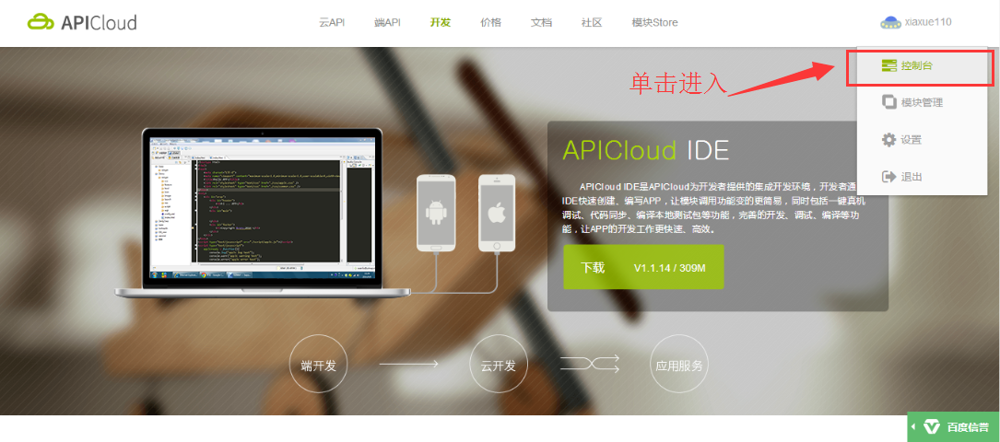 APICloud
云API 端API 开发 价格 文档 社区 模块Store
xiaxue110
控制台
单击进入
模块管理
设置
退出
APICloud IDE
APICloud IDE是APICloud为开发者提供的集成开发环境，开发者通
IDE快速创建、编写APP，让模块调用功能变的更简易，同时包括一键真机
调试、代码同步、编译本地测试包等功能，完善的开发、调试、编译等功
能，让APP的开发工作更快速、高效。
下载 V1.1.14 / 309M
端开发
云开发
应用服务
百度信誉